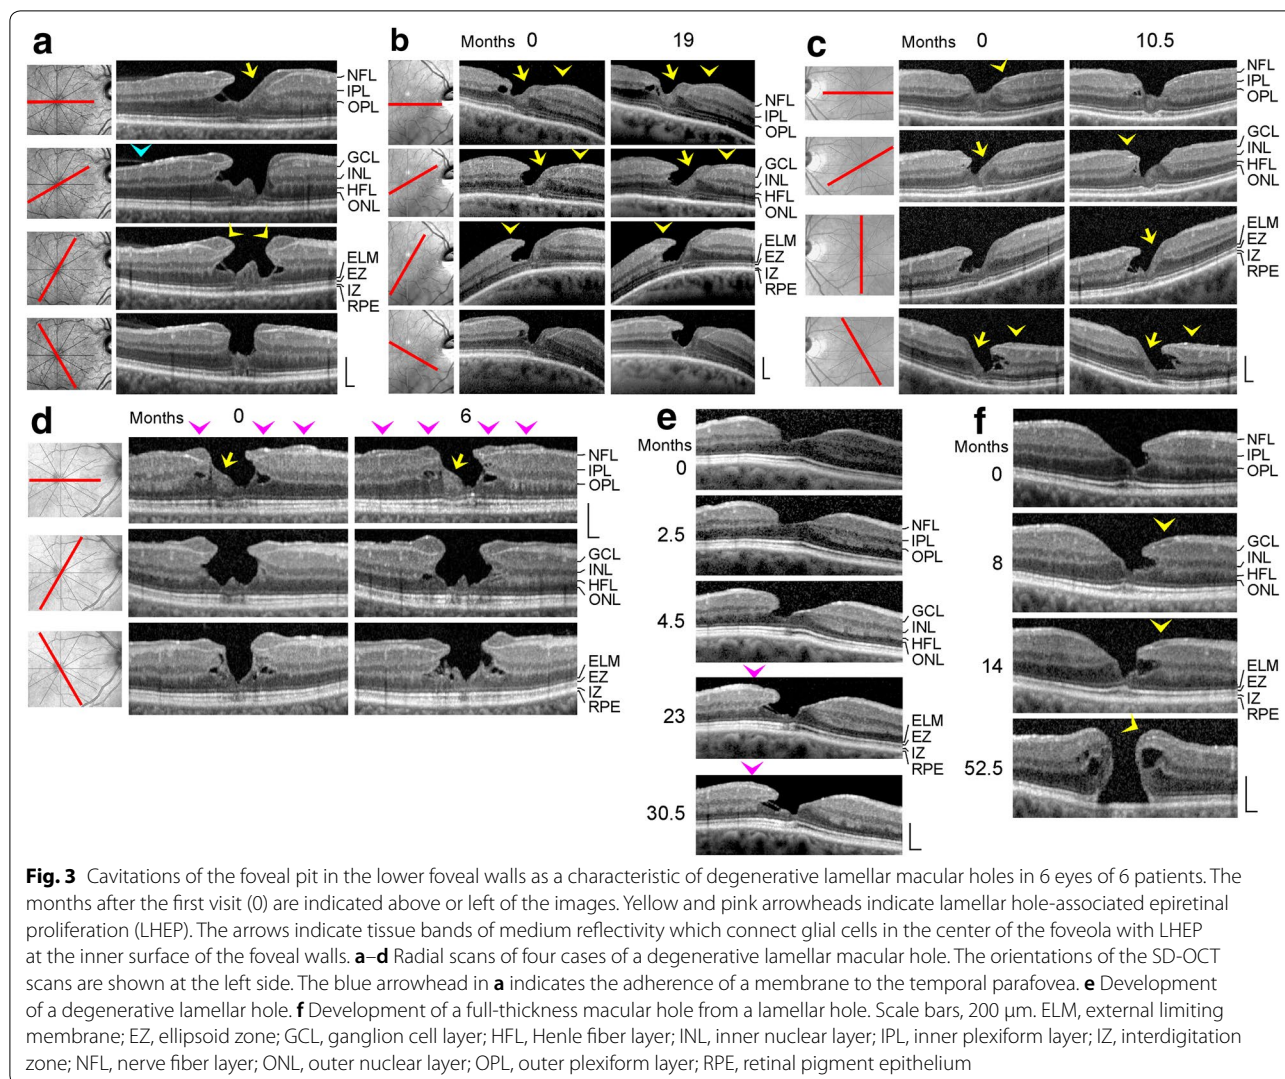 a
NFL
IPL
OPL
GCL
INL
HFL
ONL
ELM
EZ
IZ
RPE
b
Months 0 19
NFL
IPL
OPL
GCL
INL
HFL
ONL
ELM
EZ
IZ
RPE
c
Months 0 10.5
NFL
IPL
OPL
GCL
INL
HFL
ONL
ELM
EZ
IZ
RPE
d
Months 0 6
NFL
IPL
OPL
GCL
INL
HFL
ONL
ELM
EZ
IZ
RPE
e
Months
0
2.5
NFL
IPL
OPL
4.5
GCL
INL
HFL
ONL
23
ELM
EZ
IZ
RPE
30.5
f
Months
0
NFL
IPL
OPL
8
GCL
INL
HFL
ONL
14
ELM
EZ
IZ
RPE
52.5
Fig. 3 Cavitations of the foveal pit in the lower foveal walls as a characteristic of degenerative lamellar macular holes in 6 eyes of 6 patients. The
months after the first visit (0) are indicated above or left of the images. Yellow and pink arrowheads indicate lamellar hole-associated epiretinal
proliferation (LHEP). The arrows indicate tissue bands of medium reflectivity which connect glial cells in the center of the foveola with LHEP
at the inner surface of the foveal walls. a–d Radial scans of four cases of a degenerative lamellar macular hole. The orientations of the SD-OCT
scans are shown at the left side. The blue arrowhead in a indicates the adherence of a membrane to the temporal parafovea. e Development
of a degenerative lamellar hole. f Development of a full-thickness macular hole from a lamellar hole. Scale bars, 200 μm. ELM, external limiting
membrane; EZ, ellipsoid zone; GCL, ganglion cell layer; HFL, Henle fiber layer; INL, inner nuclear layer; IPL, inner plexiform layer; IZ, interdigitation
zone; NFL, nerve fiber layer; ONL, outer nuclear layer; OPL, outer plexiform layer; RPE, retinal pigment epithelium